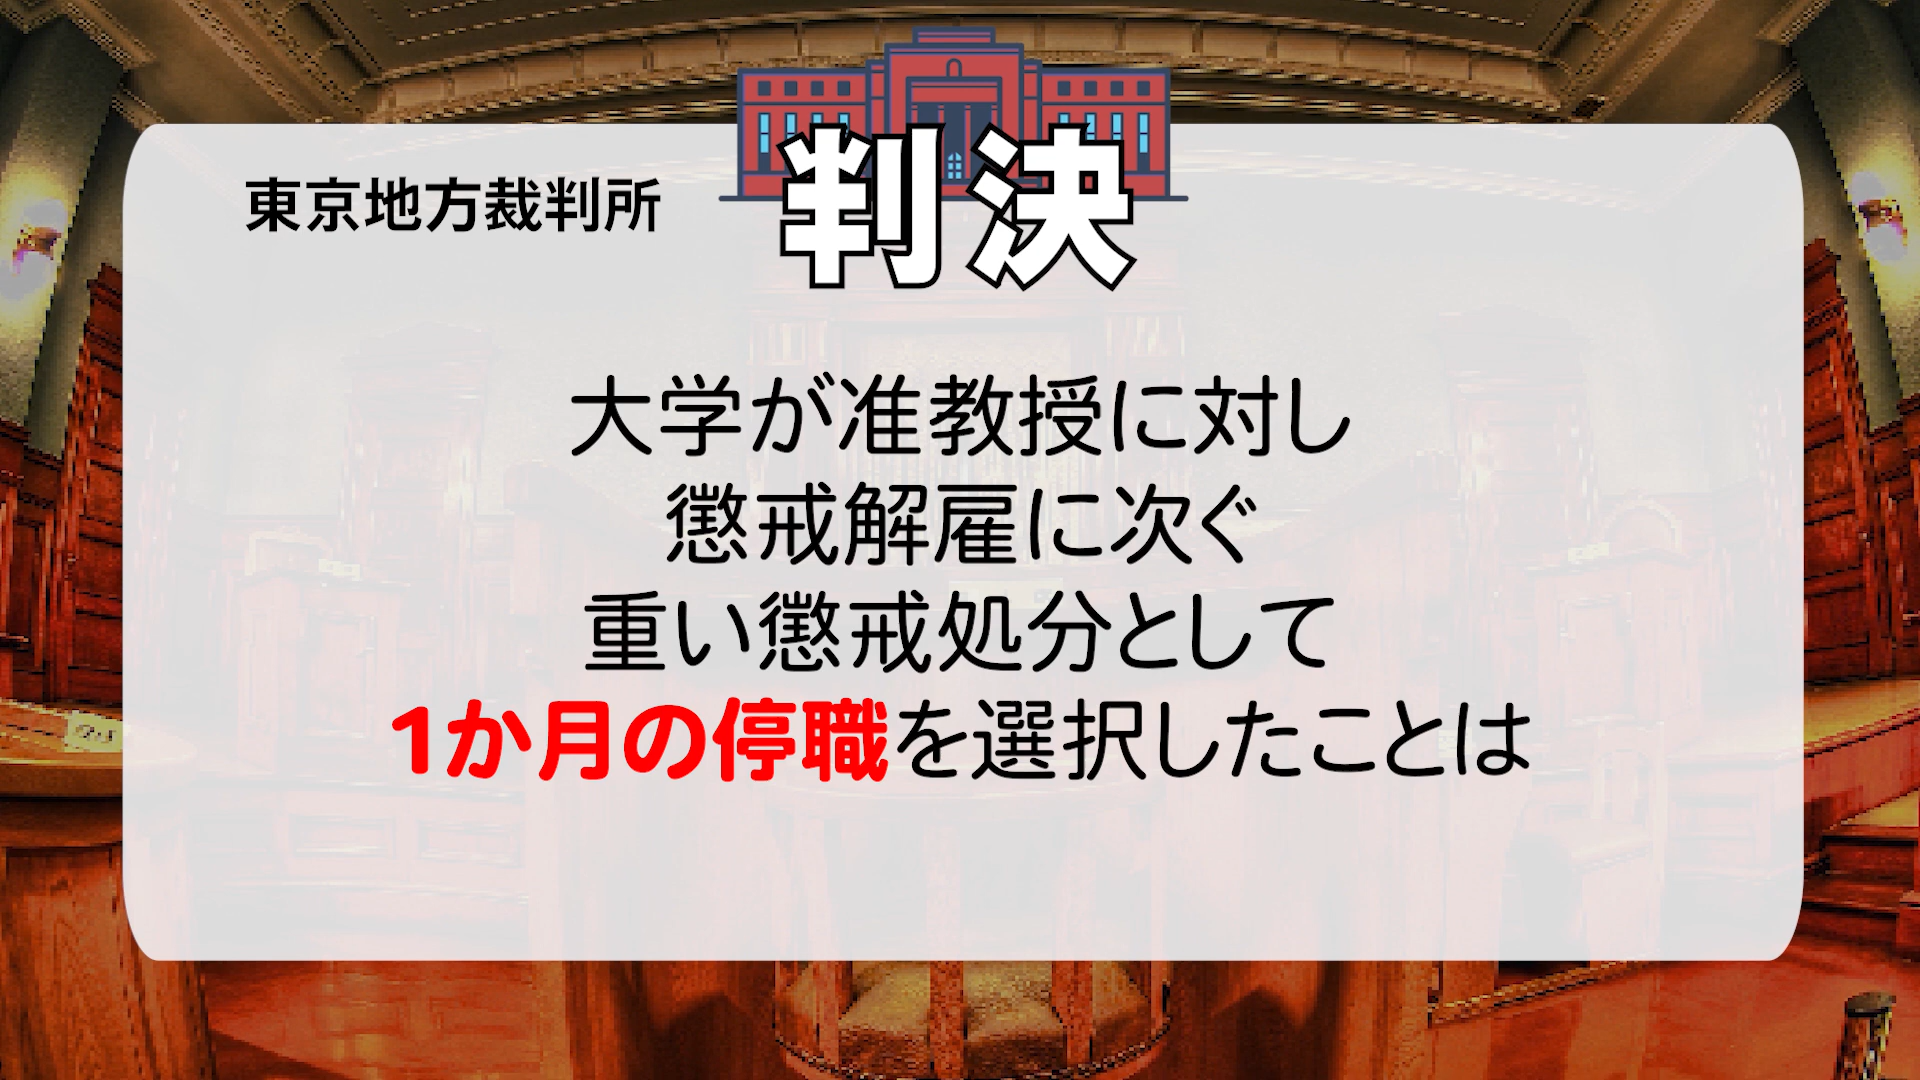 東京地方裁判所
判決
大学が准教授に対し
懲戒解雇に次ぐ
重い懲戒処分として
1か月の停職を選択したことは